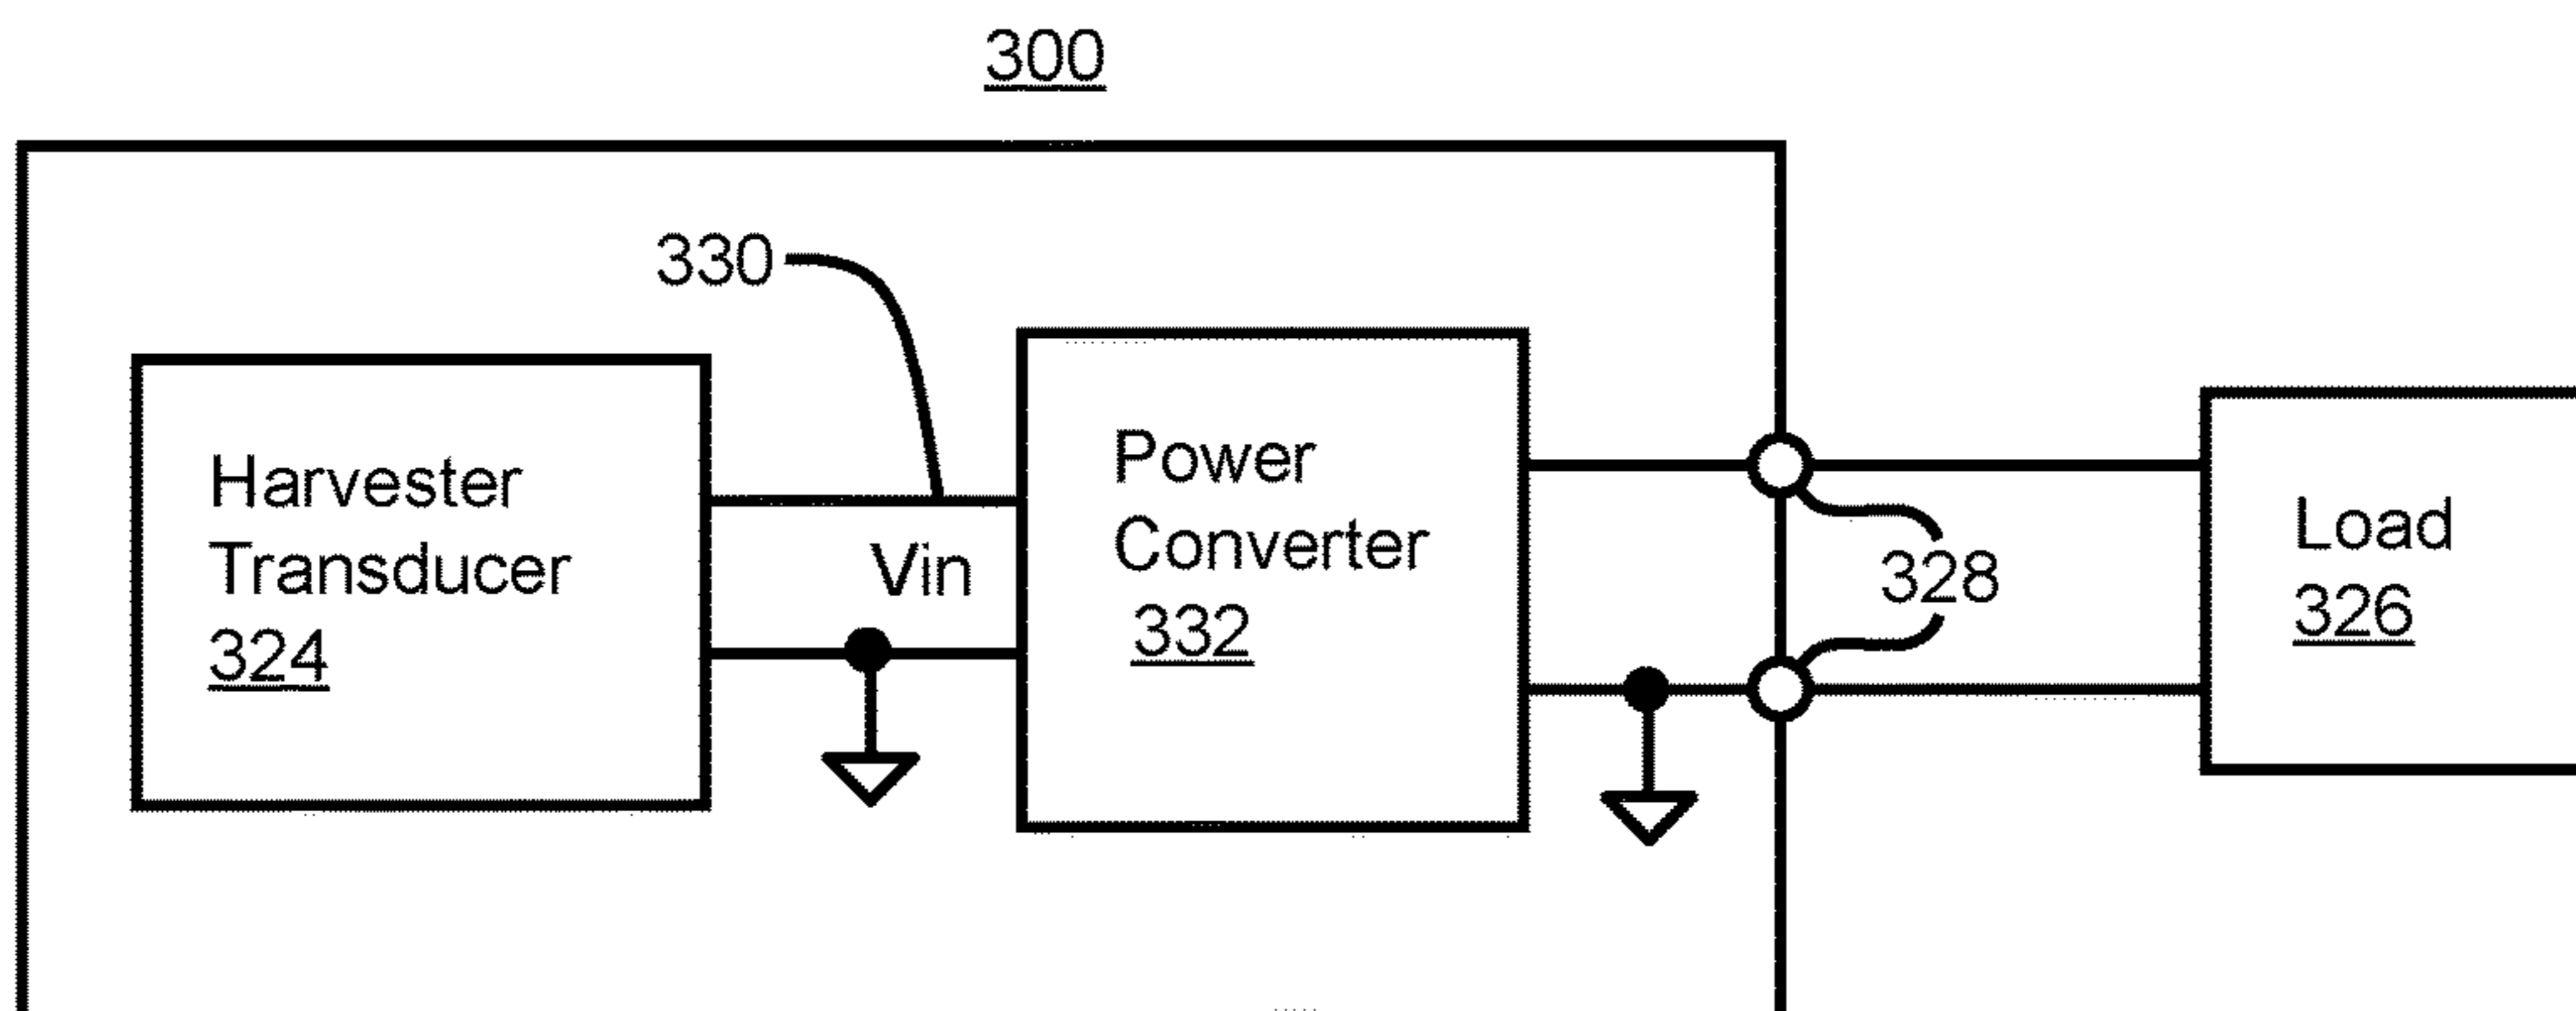 300
330
Harvester
Transducer
324
Vin
Power
Converter
332
328
Load
326